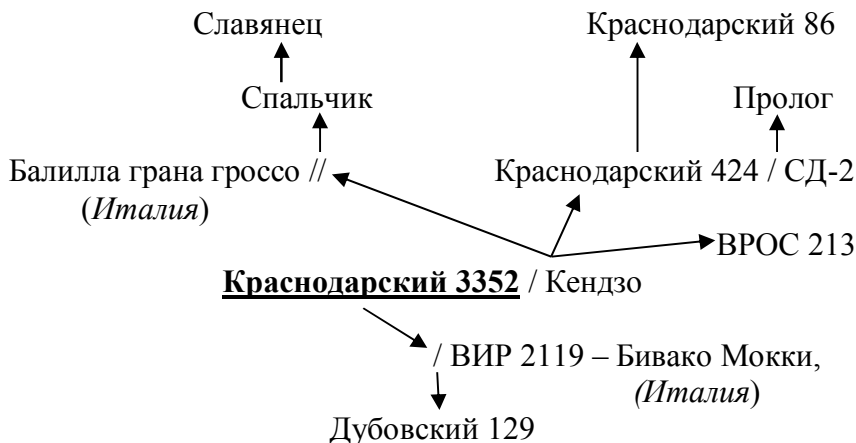 Славянец Краснодарский 86
Спальчик Пролог
Балилла грана гроссо // Краснодарский 424 / СД-2
(Италия)
ВРОС 213
Краснодарский 3352 / Кендзо
/ ВИР 2119 – Бивако Мокки,
(Италия)
Дубовский 129